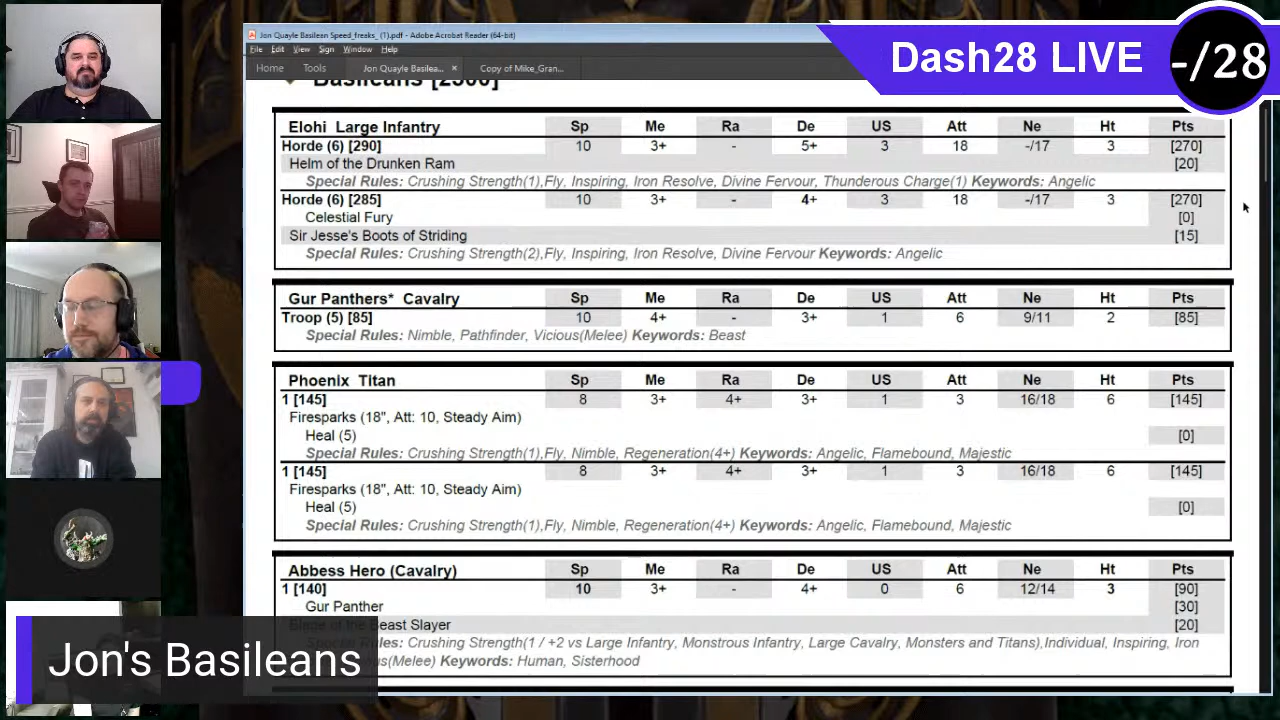 Jon Quayle Basilean Speed_freaks_ (1).pdf - Adobe Acrobat Reader (64-bit)
File Edit View Sign Window Help
Home Tools Jon Quayle Basilea... × Copy of Mike_Gran...
Dash28 LIVE
-/28
Basileans [2300]
Elohi Large Infantry Sp Me Ra De US Att Ne Ht Pts
Horde (6) [290] 10 3+ - 5+ 3 18 -/17 3 [270]
Helm of the Drunken Ram [20]
Special Rules: Crushing Strength(1),Fly, Inspiring, Iron Resolve, Divine Fervour, Thunderous Charge(1) Keywords: Angelic
Horde (6) [285] 10 3+ - 4+ 3 18 -/17 3 [270]
Celestial Fury [0]
Sir Jesse's Boots of Striding [15]
Special Rules: Crushing Strength(2),Fly, Inspiring, Iron Resolve, Divine Fervour Keywords: Angelic
Gur Panthers* Cavalry Sp Me Ra De US Att Ne Ht Pts
Troop (5) [85] 10 4+ - 3+ 1 6 9/11 2 [85]
Special Rules: Nimble, Pathfinder, Vicious(Melee) Keywords: Beast
Phoenix Titan Sp Me Ra De US Att Ne Ht Pts
1 [145] 8 3+ 4+ 3+ 1 3 16/18 6 [145]
Firesparks (18", Att: 10, Steady Aim)
Heal (5) [0]
Special Rules: Crushing Strength(1),Fly, Nimble, Regeneration(4+) Keywords: Angelic, Flamebound, Majestic
1 [145] 8 3+ 4+ 3+ 1 3 16/18 6 [145]
Firesparks (18", Att: 10, Steady Aim)
Heal (5) [0]
Special Rules: Crushing Strength(1),Fly, Nimble, Regeneration(4+) Keywords: Angelic, Flamebound, Majestic
Abbess Hero (Cavalry) Sp Me Ra De US Att Ne Ht Pts
1 [140] 10 3+ - 4+ 0 6 12/14 3 [90]
Gur Panther [30]
Blade of the Beast Slayer [20]
Special Rules: Crushing Strength(1 / +2 vs Large Infantry, Monstrous Infantry, Large Cavalry, Monsters and Titans),Individual, Inspiring, Iron
(Melee) Keywords: Human, Sisterhood
Jon's Basileans